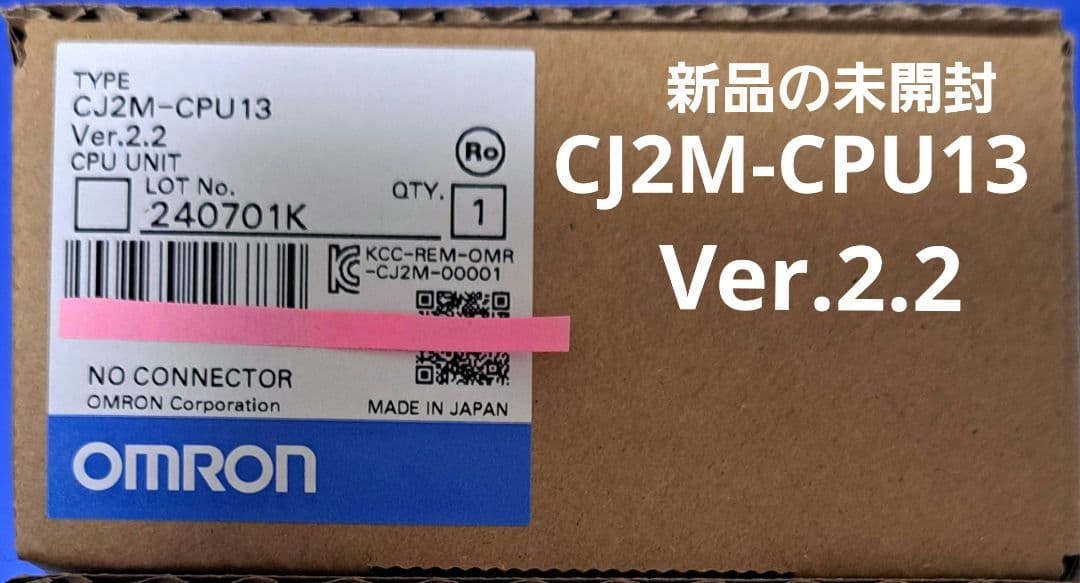 TYPE
CJ2M-CPU13
Ver.2.2
CPU UNIT
Ro
LOT No.
240701K
QTY.
1
KC
KCC-REM-OMR
-CJ2M-00001
NO CONNECTOR
OMRON Corporation
MADE IN JAPAN
OMRON
新品の未開封
CJ2M-CPU13
Ver.2.2